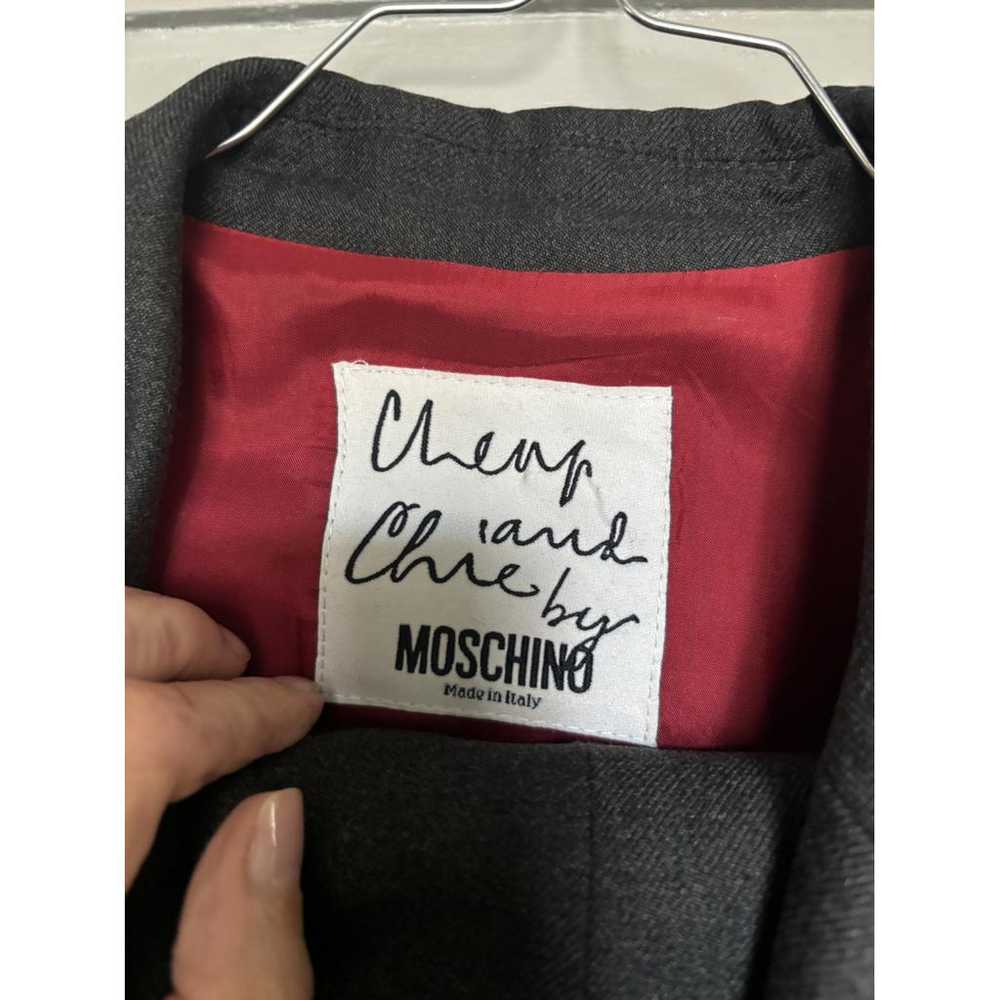 Cheap
and
Chic by
MOSCHINO
Made in Italy